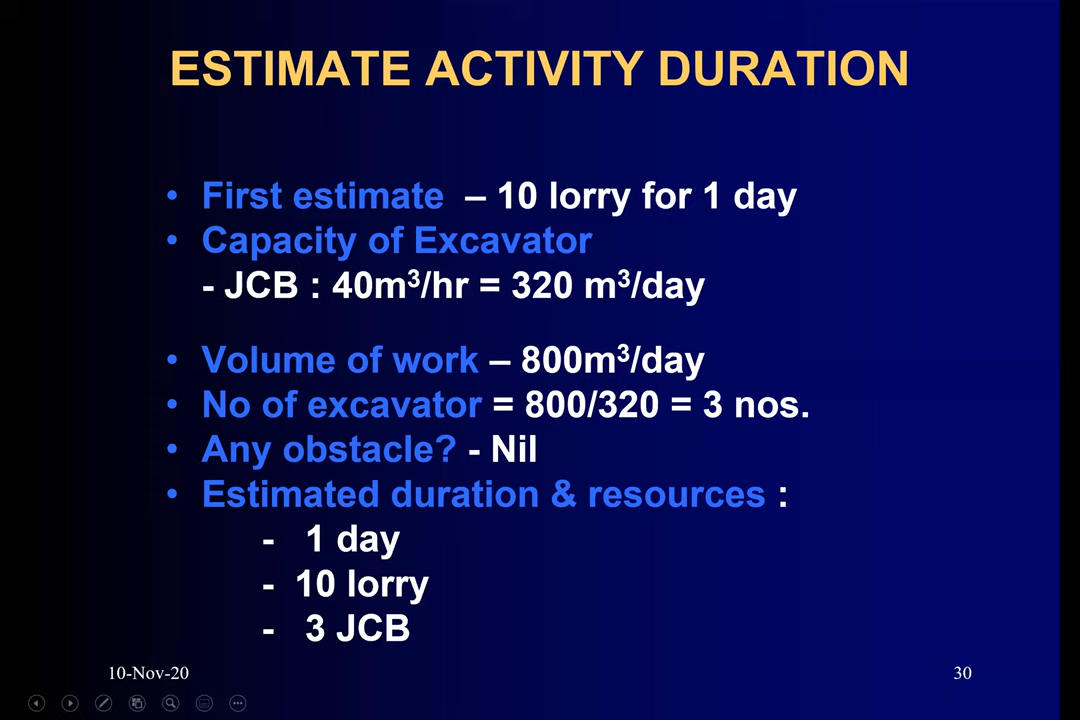 ESTIMATE ACTIVITY DURATION
• First estimate – 10 lorry for 1 day
• Capacity of Excavator
- JCB : 40m³/hr = 320 m³/day
• Volume of work – 800m³/day
• No of excavator = 800/320 = 3 nos.
• Any obstacle? - Nil
• Estimated duration & resources :
- 1 day
- 10 lorry
- 3 JCB
10-Nov-20
30